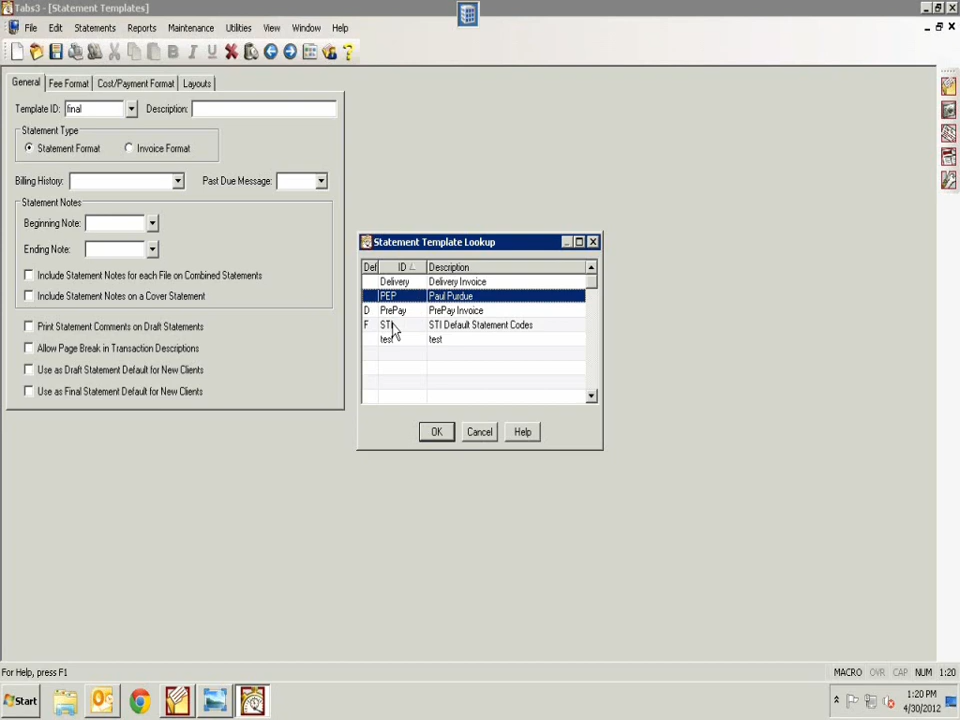 Tabs3 - [Statement Templates]
File Edit Statements Reports Maintenance Utilities View Window Help
B I U
General Fee Format Cost/Payment Format Layouts
Template ID: final Description:
Statement Type
Statement Format Invoice Format
Billing History: Past Due Message:
Statement Notes
Beginning Note:
Ending Note:
Include Statement Notes for each File on Combined Statements
Include Statement Notes on a Cover Statement
Print Statement Comments on Draft Statements
Allow Page Break in Transaction Descriptions
Use as Draft Statement Default for New Clients
Use as Final Statement Default for New Clients
Statement Template Lookup
Def ID Description
Delivery Delivery Invoice
PEP Paul Purdue
D PrePay PrePay Invoice
F STI STI Default Statement Codes
test test
OK Cancel Help
For Help, press F1
MACRO OVR CAP NUM 1:20
Start
1:20 PM
4/30/2012